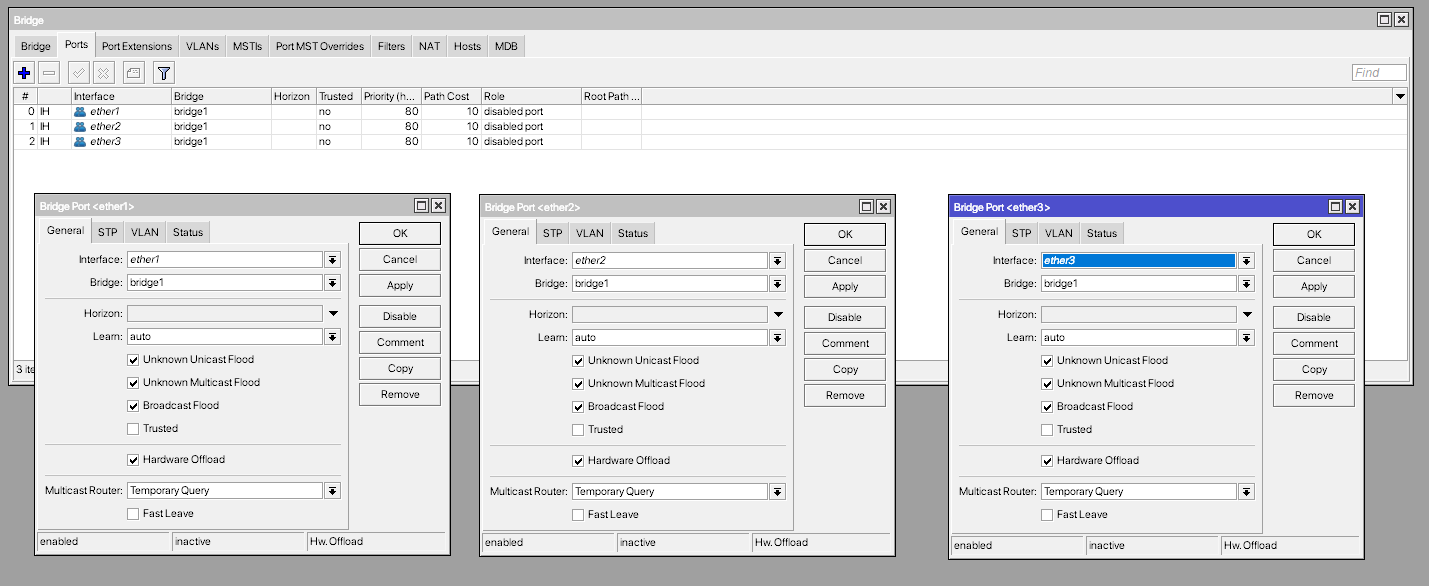 Bridge
Bridge Ports Port Extensions VLANs MSTIs Port MST Overrides Filters NAT Hosts MDB
Find
# Interface Bridge Horizon Trusted Priority (h... Path Cost Role Root Path ...
0 IH ether1 bridge1 no 80 10 disabled port
1 IH ether2 bridge1 no 80 10 disabled port
2 IH ether3 bridge1 no 80 10 disabled port
3 ite
Bridge Port <ether1>
General STP VLAN Status
Interface: ether1
Bridge: bridge1
Horizon:
Learn: auto
Unknown Unicast Flood
Unknown Multicast Flood
Broadcast Flood
Trusted
Hardware Offload
Multicast Router: Temporary Query
Fast Leave
OK
Cancel
Apply
Disable
Comment
Copy
Remove
enabled inactive Hw. Offload
Bridge Port <ether2>
General STP VLAN Status
Interface: ether2
Bridge: bridge1
Horizon:
Learn: auto
Unknown Unicast Flood
Unknown Multicast Flood
Broadcast Flood
Trusted
Hardware Offload
Multicast Router: Temporary Query
Fast Leave
OK
Cancel
Apply
Disable
Comment
Copy
Remove
enabled inactive Hw. Offload
Bridge Port <ether3>
General STP VLAN Status
Interface: ether3
Bridge: bridge1
Horizon:
Learn: auto
Unknown Unicast Flood
Unknown Multicast Flood
Broadcast Flood
Trusted
Hardware Offload
Multicast Router: Temporary Query
Fast Leave
OK
Cancel
Apply
Disable
Comment
Copy
Remove
enabled inactive Hw. Offload